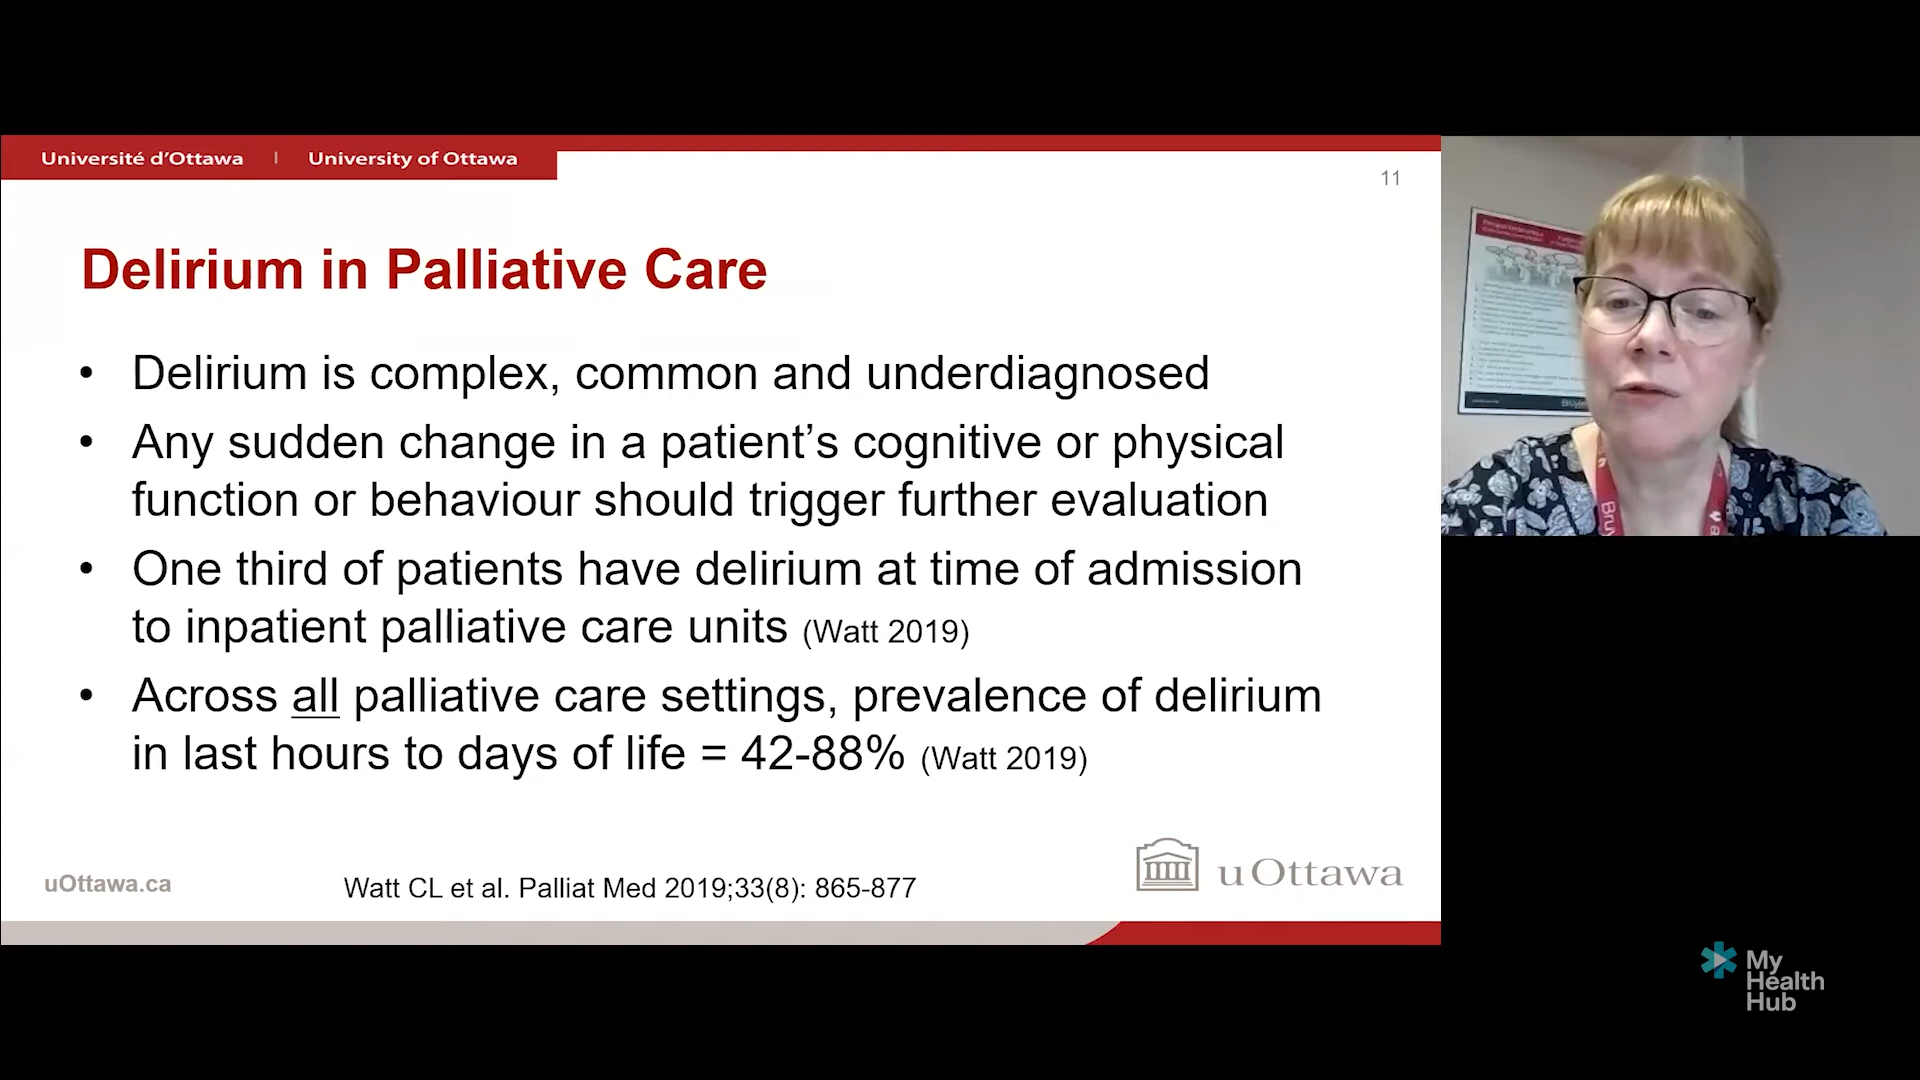 Université d'Ottawa | University of Ottawa
11
Delirium in Palliative Care
• Delirium is complex, common and underdiagnosed
• Any sudden change in a patient's cognitive or physical
function or behaviour should trigger further evaluation
• One third of patients have delirium at time of admission
to inpatient palliative care units (Watt 2019)
• Across all palliative care settings, prevalence of delirium
in last hours to days of life = 42-88% (Watt 2019)
uOttawa.ca
Watt CL et al. Palliat Med 2019;33(8): 865-877
uOttawa
My
Health
Hub